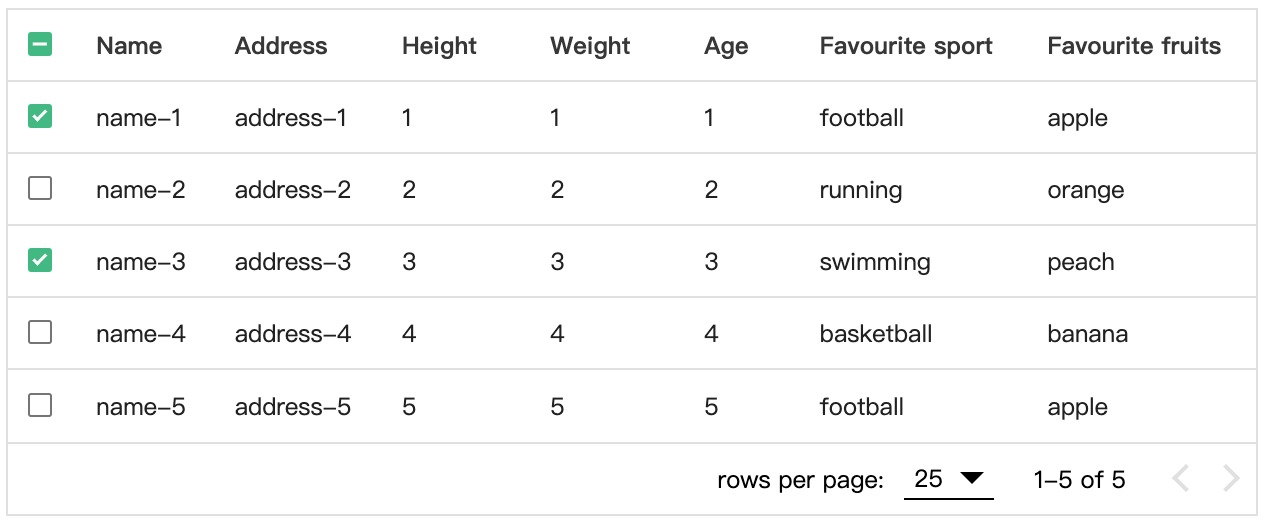 Name Address Height Weight Age Favourite sport Favourite fruits
name-1 address-1 1 1 1 football apple
name-2 address-2 2 2 2 running orange
name-3 address-3 3 3 3 swimming peach
name-4 address-4 4 4 4 basketball banana
name-5 address-5 5 5 5 football apple
rows per page: 25 1-5 of 5